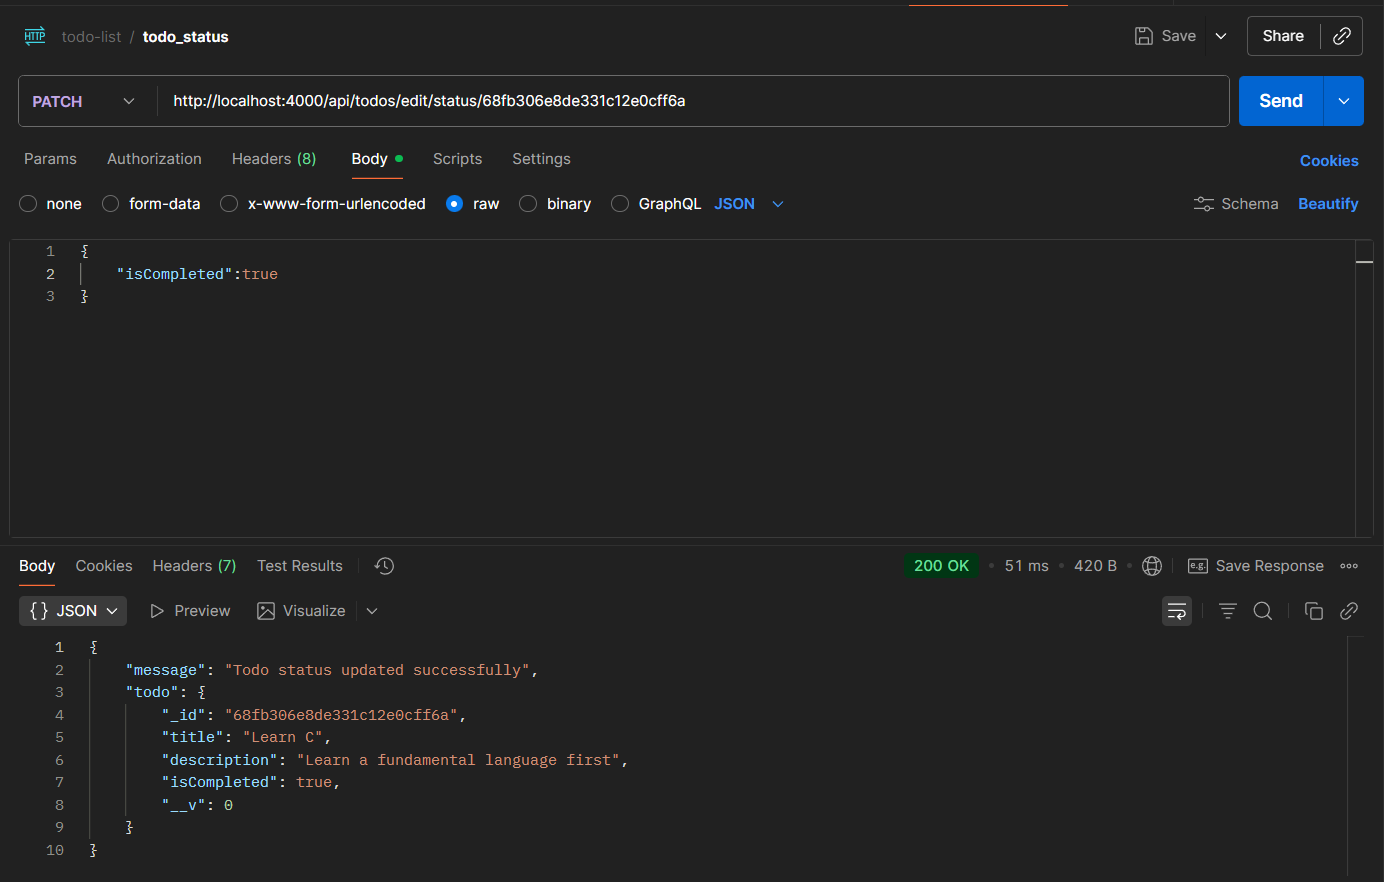 HTTP todo-list / todo_status Save Share
PATCH http://localhost:4000/api/todos/edit/status/68fb306e8de331c12e0cff6a Send
Params Authorization Headers (8) Body Scripts Settings Cookies
none form-data x-www-form-urlencoded raw binary GraphQL JSON Schema Beautify
1 {
2 "isCompleted":true
3 }
Body Cookies Headers (7) Test Results 200 OK • 51 ms • 420 B • e.g. Save Response
{} JSON Preview Visualize
1 {
2 "message": "Todo status updated successfully",
3 "todo": {
4 "_id": "68fb306e8de331c12e0cff6a",
5 "title": "Learn C",
6 "description": "Learn a fundamental language first",
7 "isCompleted": true,
8 "__v": 0
9 }
10 }